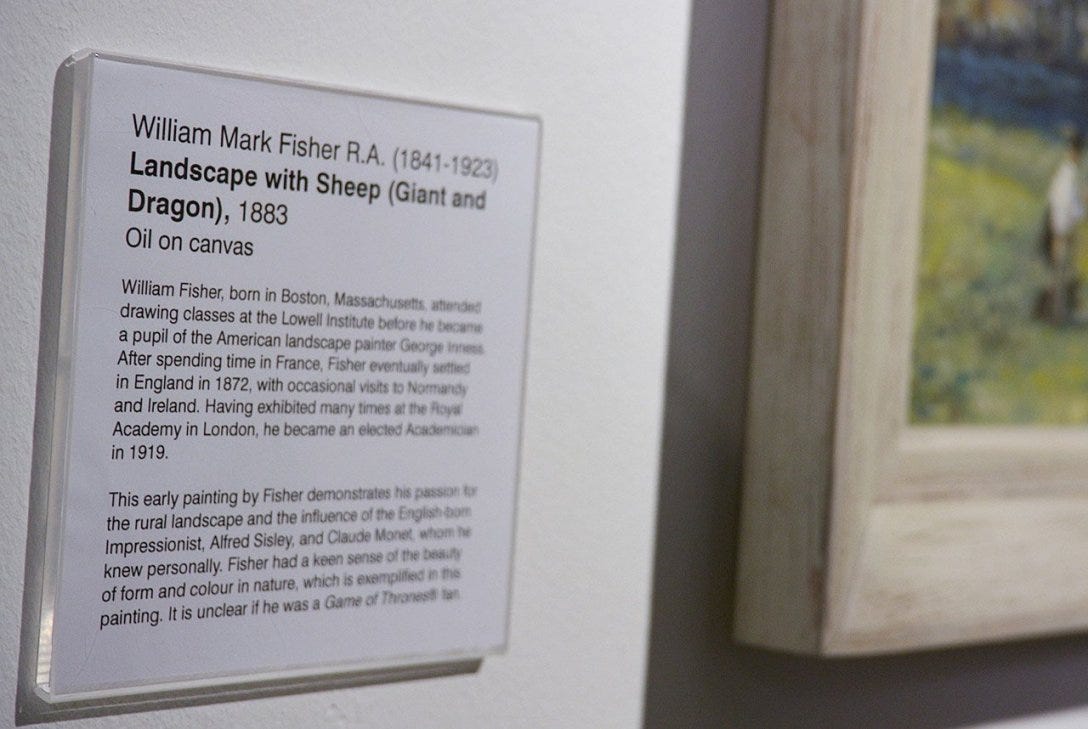 William Mark Fisher R.A. (1841-1923)
Landscape with Sheep (Giant and
Dragon), 1883
Oil on canvas
William Fisher, born in Boston, Massachusetts, attended
drawing classes at the Lowell Institute before he became
a pupil of the American landscape painter George Inness.
After spending time in France, Fisher eventually settled
in England in 1872, with occasional visits to Normandy
and Ireland. Having exhibited many times at the Royal
Academy in London, he became an elected Academician
in 1919.
This early painting by Fisher demonstrates his passion for
the rural landscape and the influence of the English-born
Impressionist, Alfred Sisley, and Claude Monet, whom he
knew personally. Fisher had a keen sense of the beauty
of form and colour in nature, which is exemplified in this
painting. It is unclear if he was a Game of Thrones® fan.